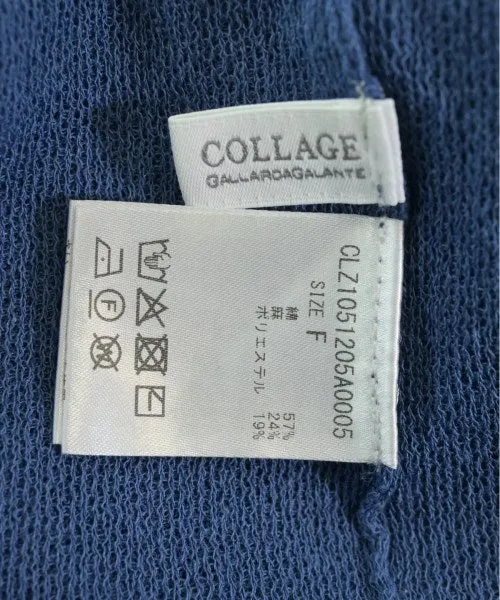 COLLAGE
GALLARDAGALANTE
CLZ1051205A0005
SIZE F
綿 57%
麻 24%
ポリエステル 19%